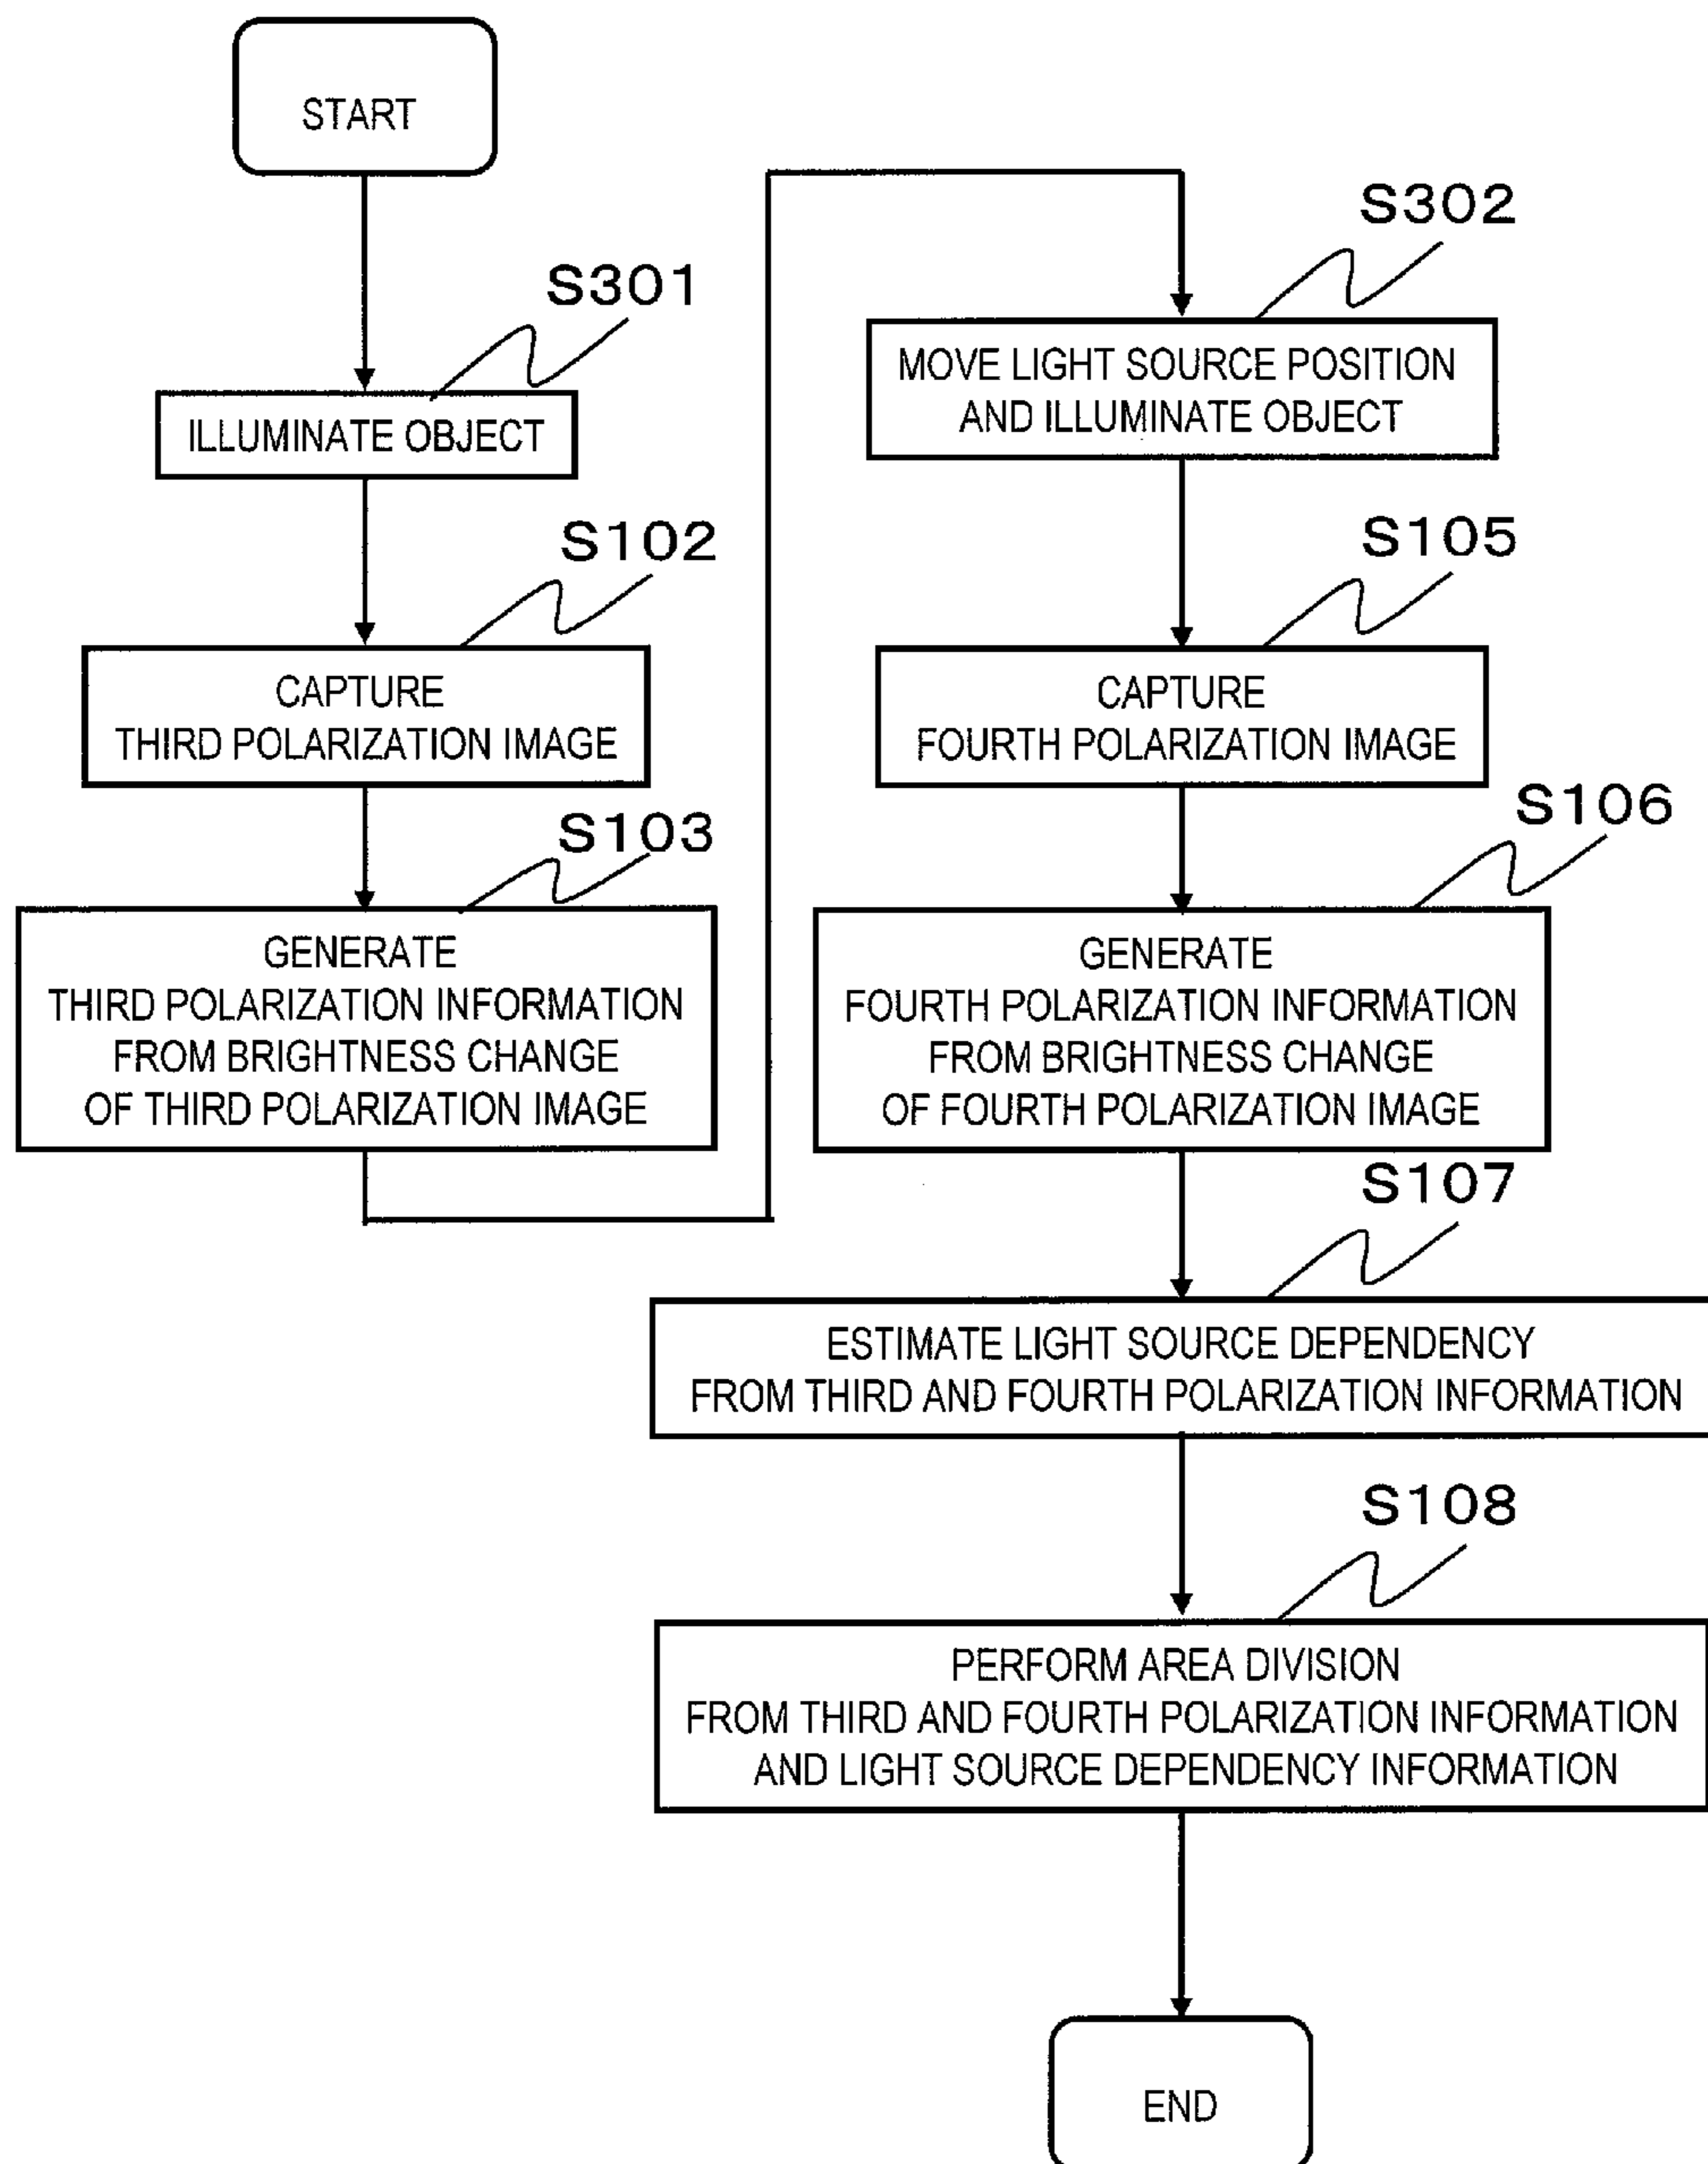 START
S301
ILLUMINATE OBJECT
S102
CAPTURE
THIRD POLARIZATION IMAGE
S103
GENERATE
THIRD POLARIZATION INFORMATION
FROM BRIGHTNESS CHANGE
OF THIRD POLARIZATION IMAGE
S302
MOVE LIGHT SOURCE POSITION
AND ILLUMINATE OBJECT
S105
CAPTURE
FOURTH POLARIZATION IMAGE
S106
GENERATE
FOURTH POLARIZATION INFORMATION
FROM BRIGHTNESS CHANGE
OF FOURTH POLARIZATION IMAGE
S107
ESTIMATE LIGHT SOURCE DEPENDENCY
FROM THIRD AND FOURTH POLARIZATION INFORMATION
S108
PERFORM AREA DIVISION
FROM THIRD AND FOURTH POLARIZATION INFORMATION
AND LIGHT SOURCE DEPENDENCY INFORMATION
END